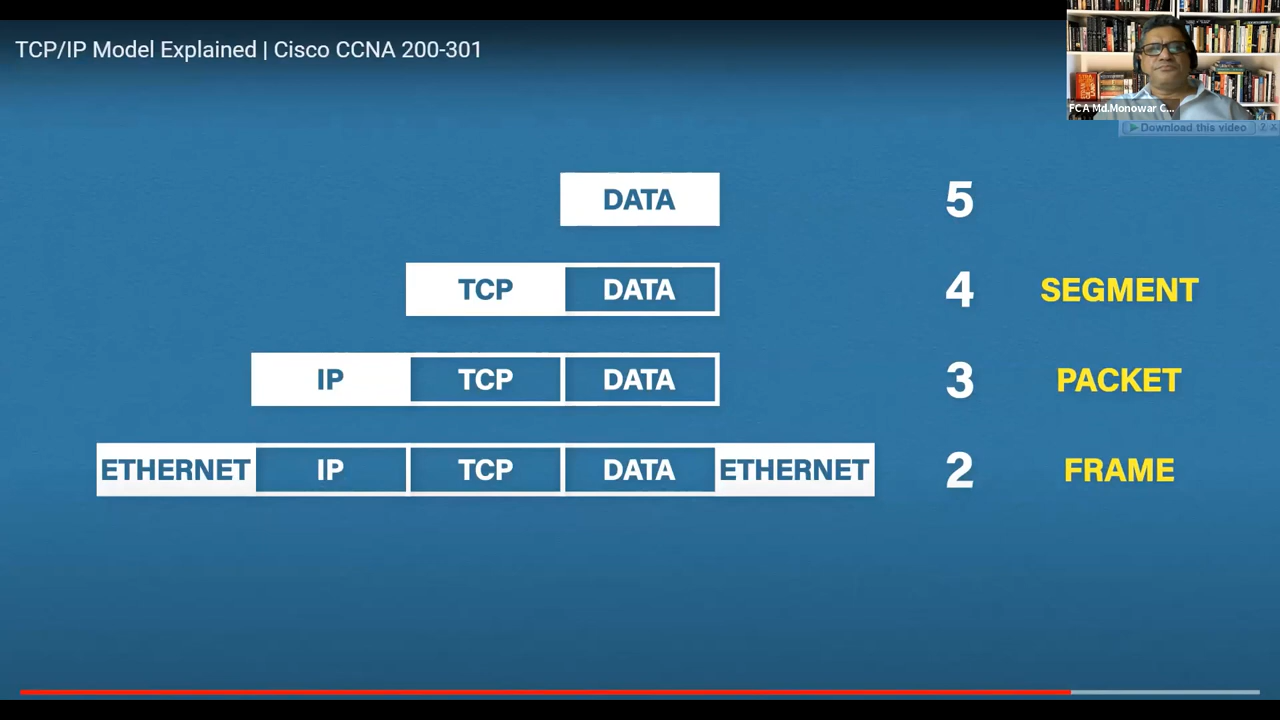 TCP/IP Model Explained | Cisco CCNA 200-301
FCA Md.Monowar C...
Download this video ? X
DATA 5
TCP DATA 4 SEGMENT
IP TCP DATA 3 PACKET
ETHERNET IP TCP DATA ETHERNET 2 FRAME